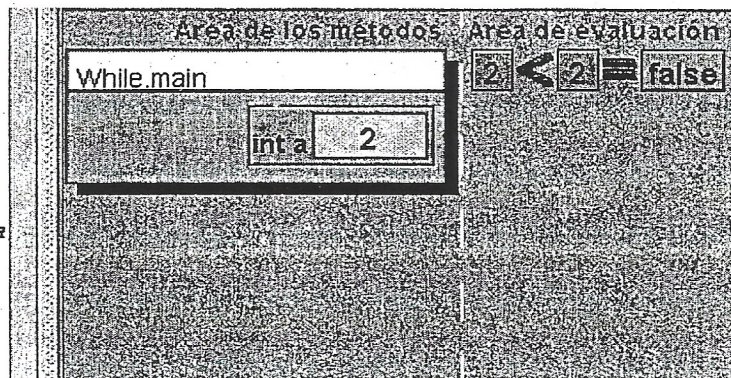 Área de los métodos
Área de evaluación
While.main
2 < 2 = false
int a 2